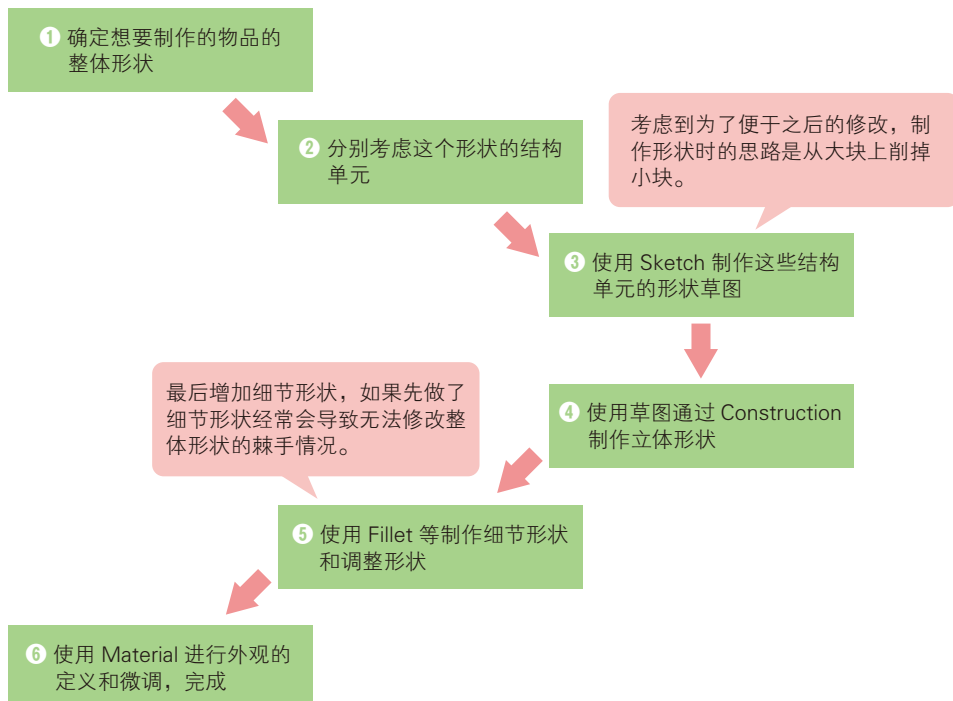 ❶ 确定想要制作的物品的
整体形状
❷ 分别考虑这个形状的结构
单元
考虑到为了便于之后的修改，制
作形状时的思路是从大块上削掉
小块。
❸ 使用 Sketch 制作这些结构
单元的形状草图
最后增加细节形状，如果先做了
细节形状经常会导致无法修改整
体形状的棘手情况。
❹ 使用草图通过 Construction
制作立体形状
❺ 使用 Fillet 等制作细节形状
和调整形状
❻ 使用 Material 进行外观的
定义和微调，完成